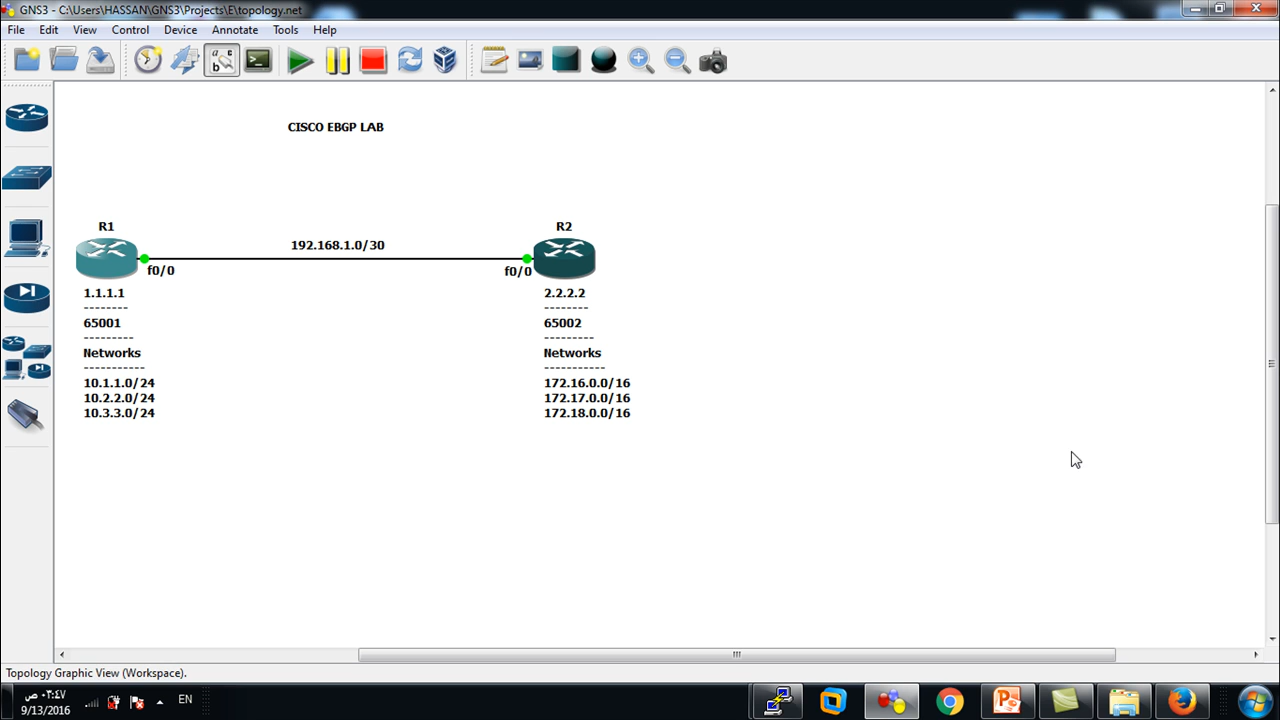 GNS3 - C:\Users\HASSAN\GNS3\Projects\E\topology.net
File Edit View Control Device Annotate Tools Help
CISCO EBGP LAB
R1
R2
192.168.1.0/30
f0/0
f0/0
1.1.1.1
--------
65001
---------
Networks
-----------
10.1.1.0/24
10.2.2.0/24
10.3.3.0/24
2.2.2.2
--------
65002
---------
Networks
-----------
172.16.0.0/16
172.17.0.0/16
172.18.0.0/16
Topology Graphic View (Workspace).
٠٣:٤٧ ص
9/13/2016
EN